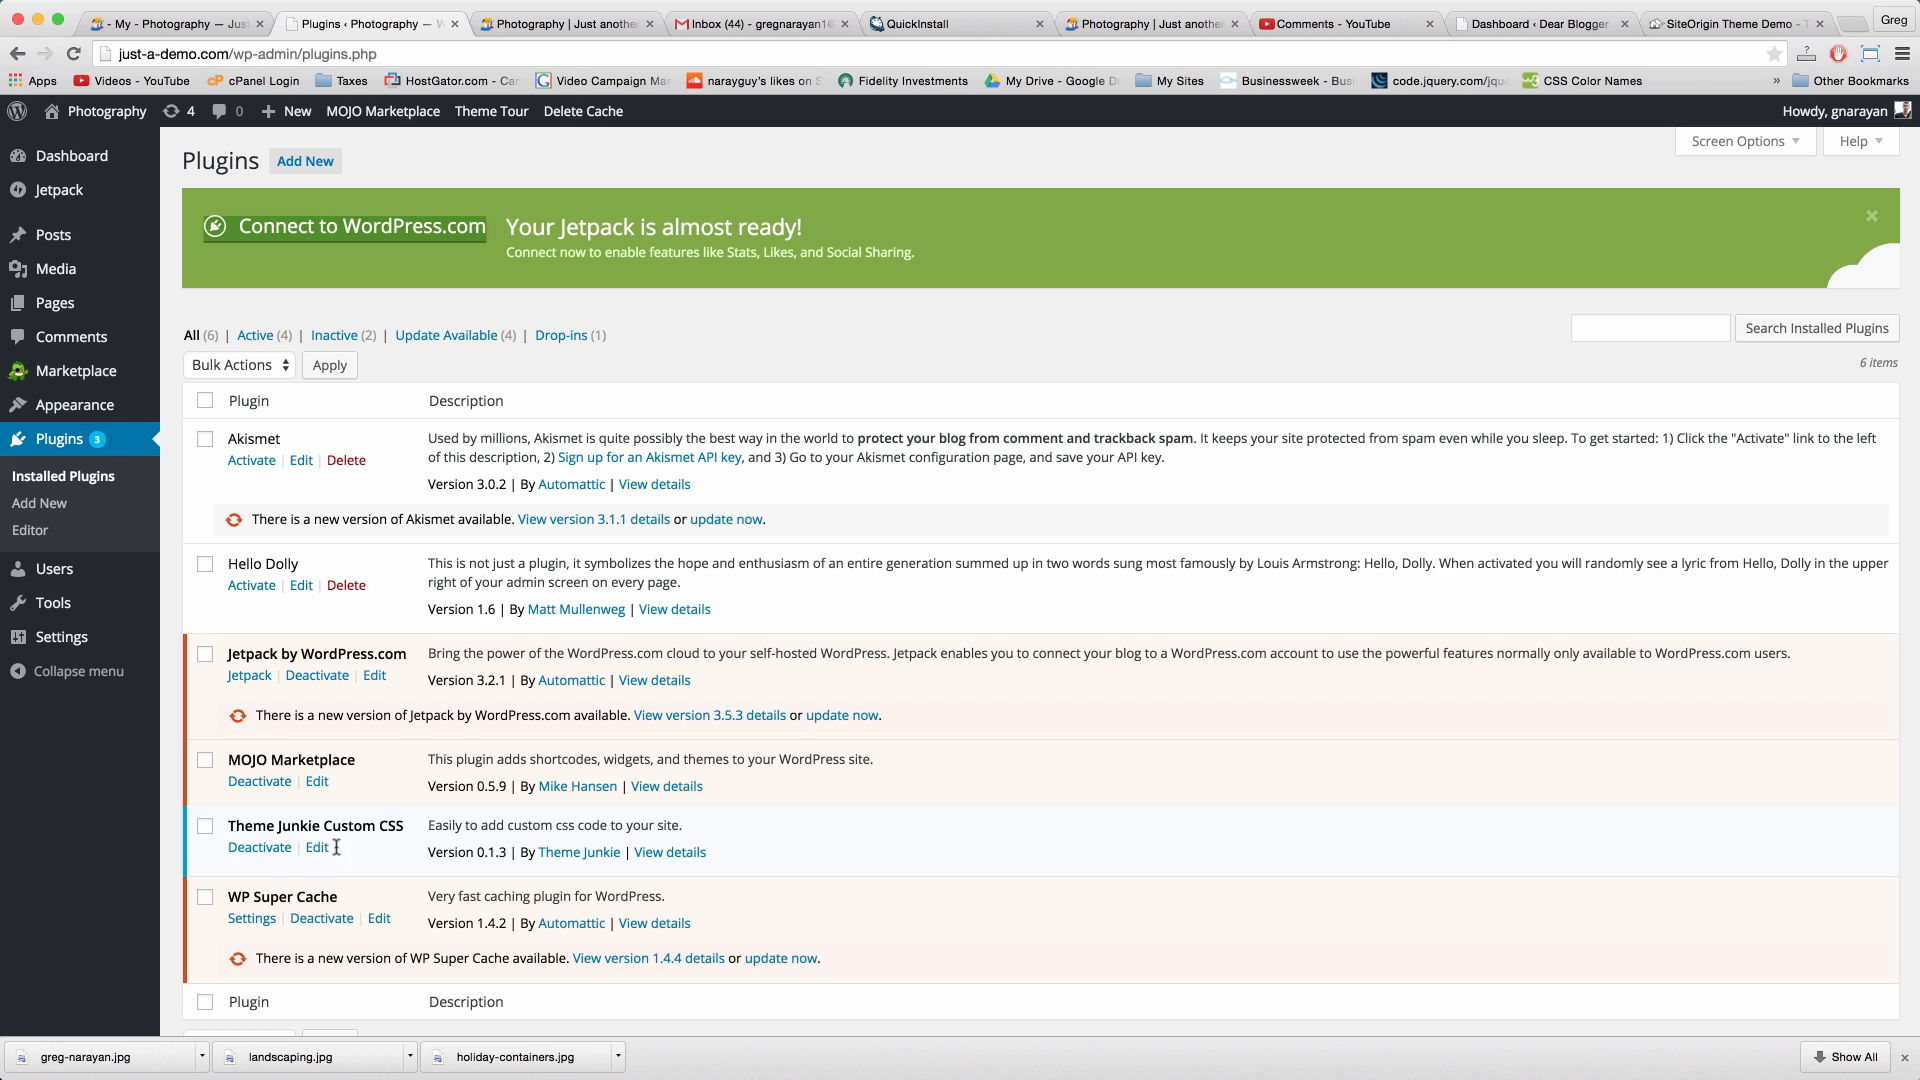 - My - Photography — Jus
Plugins ‹ Photography — W
Photography | Just another
Inbox (44) - gregnarayan1@
QuickInstall
Photography | Just another
Comments - YouTube
Dashboard ‹ Dear Blogger
SiteOrigin Theme Demo - T
Greg
just-a-demo.com/wp-admin/plugins.php
Apps
Videos - YouTube
cPanel Login
Taxes
HostGator.com - Car
Video Campaign Mar
narayguy's likes on S
Fidelity Investments
My Drive - Google D
My Sites
Businessweek - Busi
code.jquery.com/jqu
CSS Color Names
» Other Bookmarks
Photography 4 0 + New MOJO Marketplace Theme Tour Delete Cache
Howdy, gnarayan
Dashboard
Jetpack
Posts
Media
Pages
Comments
Marketplace
Appearance
Plugins 3
Installed Plugins
Add New
Editor
Users
Tools
Settings
Collapse menu
Screen Options
Help
Plugins Add New
Connect to WordPress.com
Your Jetpack is almost ready!
Connect now to enable features like Stats, Likes, and Social Sharing.
All (6) | Active (4) | Inactive (2) | Update Available (4) | Drop-ins (1)
Search Installed Plugins
Bulk Actions Apply
6 items
Plugin Description
Akismet
Activate | Edit | Delete
Used by millions, Akismet is quite possibly the best way in the world to protect your blog from comment and trackback spam. It keeps your site protected from spam even while you sleep. To get started: 1) Click the "Activate" link to the left
of this description, 2) Sign up for an Akismet API key, and 3) Go to your Akismet configuration page, and save your API key.
Version 3.0.2 | By Automattic | View details
There is a new version of Akismet available. View version 3.1.1 details or update now.
Hello Dolly
Activate | Edit | Delete
This is not just a plugin, it symbolizes the hope and enthusiasm of an entire generation summed up in two words sung most famously by Louis Armstrong: Hello, Dolly. When activated you will randomly see a lyric from Hello, Dolly in the upper
right of your admin screen on every page.
Version 1.6 | By Matt Mullenweg | View details
Jetpack by WordPress.com
Jetpack | Deactivate | Edit
Bring the power of the WordPress.com cloud to your self-hosted WordPress. Jetpack enables you to connect your blog to a WordPress.com account to use the powerful features normally only available to WordPress.com users.
Version 3.2.1 | By Automattic | View details
There is a new version of Jetpack by WordPress.com available. View version 3.5.3 details or update now.
MOJO Marketplace
Deactivate | Edit
This plugin adds shortcodes, widgets, and themes to your WordPress site.
Version 0.5.9 | By Mike Hansen | View details
Theme Junkie Custom CSS
Deactivate | Edit
Easily to add custom css code to your site.
Version 0.1.3 | By Theme Junkie | View details
WP Super Cache
Settings | Deactivate | Edit
Very fast caching plugin for WordPress.
Version 1.4.2 | By Automattic | View details
There is a new version of WP Super Cache available. View version 1.4.4 details or update now.
Plugin Description
greg-narayan.jpg
landscaping.jpg
holiday-containers.jpg
Show All